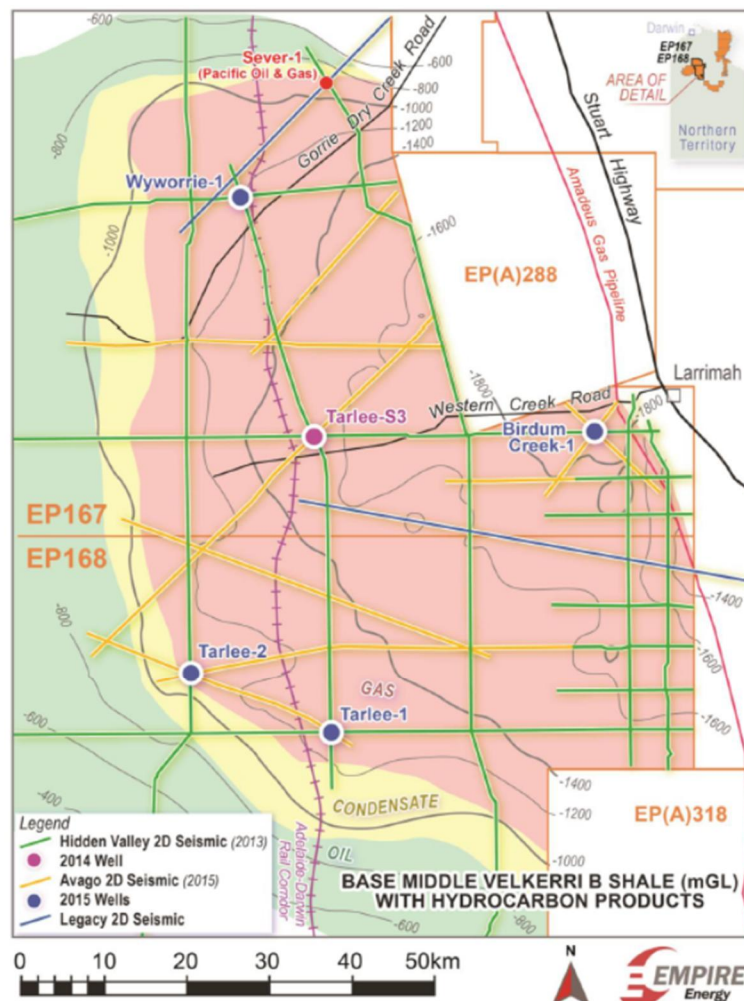 -600
Darwin
EP167
EP168
AREA OF
DETAIL
Northern
Territory
Sever-1
(Pacific Oil & Gas)
Gorrie Dry Creek Road
-600
-800
-1000
-1200
-1400
-800
Stuart Highway
Amadeus Gas Pipeline
Wyworrie-1
-1000
-1600
EP(A)288
-1800
Larrimah
Western Creek Road
-1800
Tarlee-S3
Birdum
Creek-1
EP167
EP168
-800
-1400
-1600
Tarlee-2
GAS
-600
Tarlee-1
-1600
-1400
-400
CONDENSATE
-1200
EP(A)318
OIL
-1000
Adelaide-Darwin
Rail Corridor
Legend
Hidden Valley 2D Seismic (2013)
2014 Well
Avago 2D Seismic (2015)
2015 Wells
Legacy 2D Seismic
BASE MIDDLE VELKERRI B SHALE (mGL)
WITH HYDROCARBON PRODUCTS
-800
-600
0 10 20 30 40 50km
N
EMPIRE
Energy